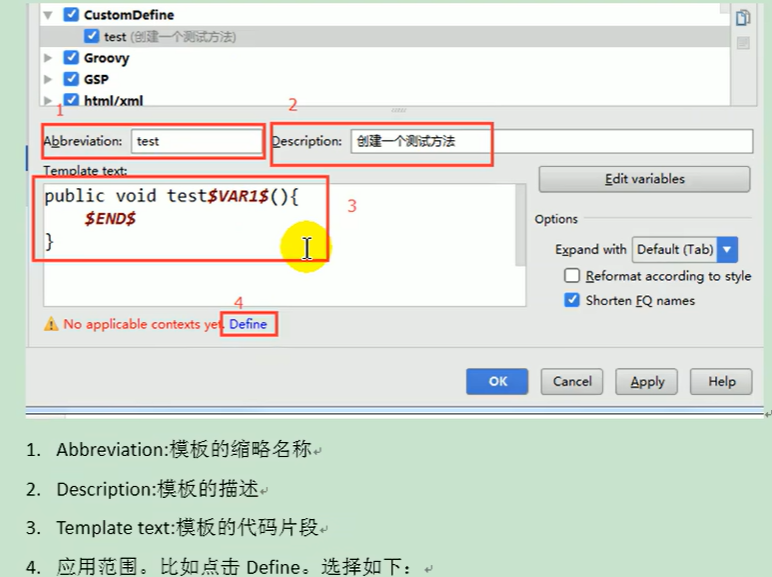 CustomDefine
test (创建一个测试方法)
Groovy
GSP
html/xml
1
2
Abbreviation: test
Description: 创建一个测试方法
Template text:
Edit variables
public void test$VAR1$(){
$END$
}
3
Options
Expand with Default (Tab)
Reformat according to style
Shorten FQ names
4
No applicable contexts yet. Define
OK Cancel Apply Help
1. Abbreviation:模板的缩略名称
2. Description:模板的描述
3. Template text:模板的代码片段
4. 应用范围。比如点击 Define。选择如下：